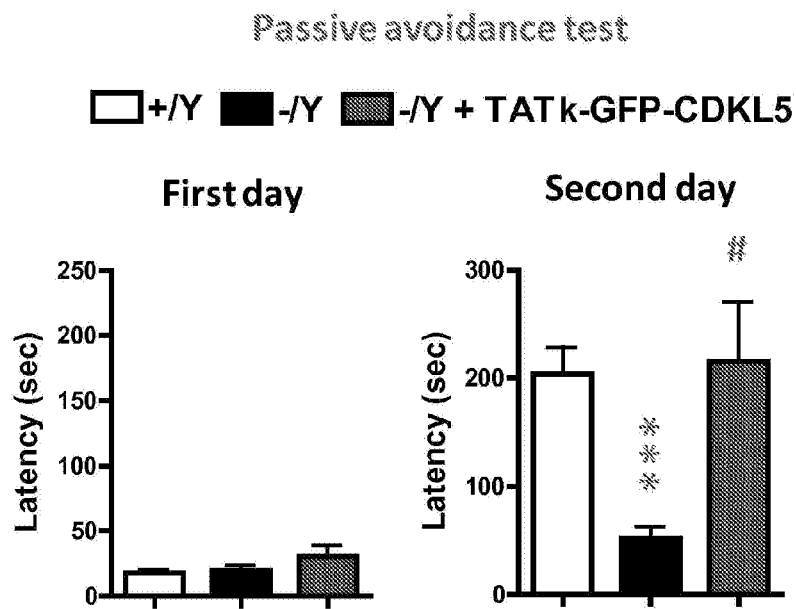 Passive avoidance test
+/Y -/Y -/Y + TATk-GFP-CDKL5
First day
Second day
Latency (sec)
250
200
150
100
50
0
Latency (sec)
300
200
100
0
***
#